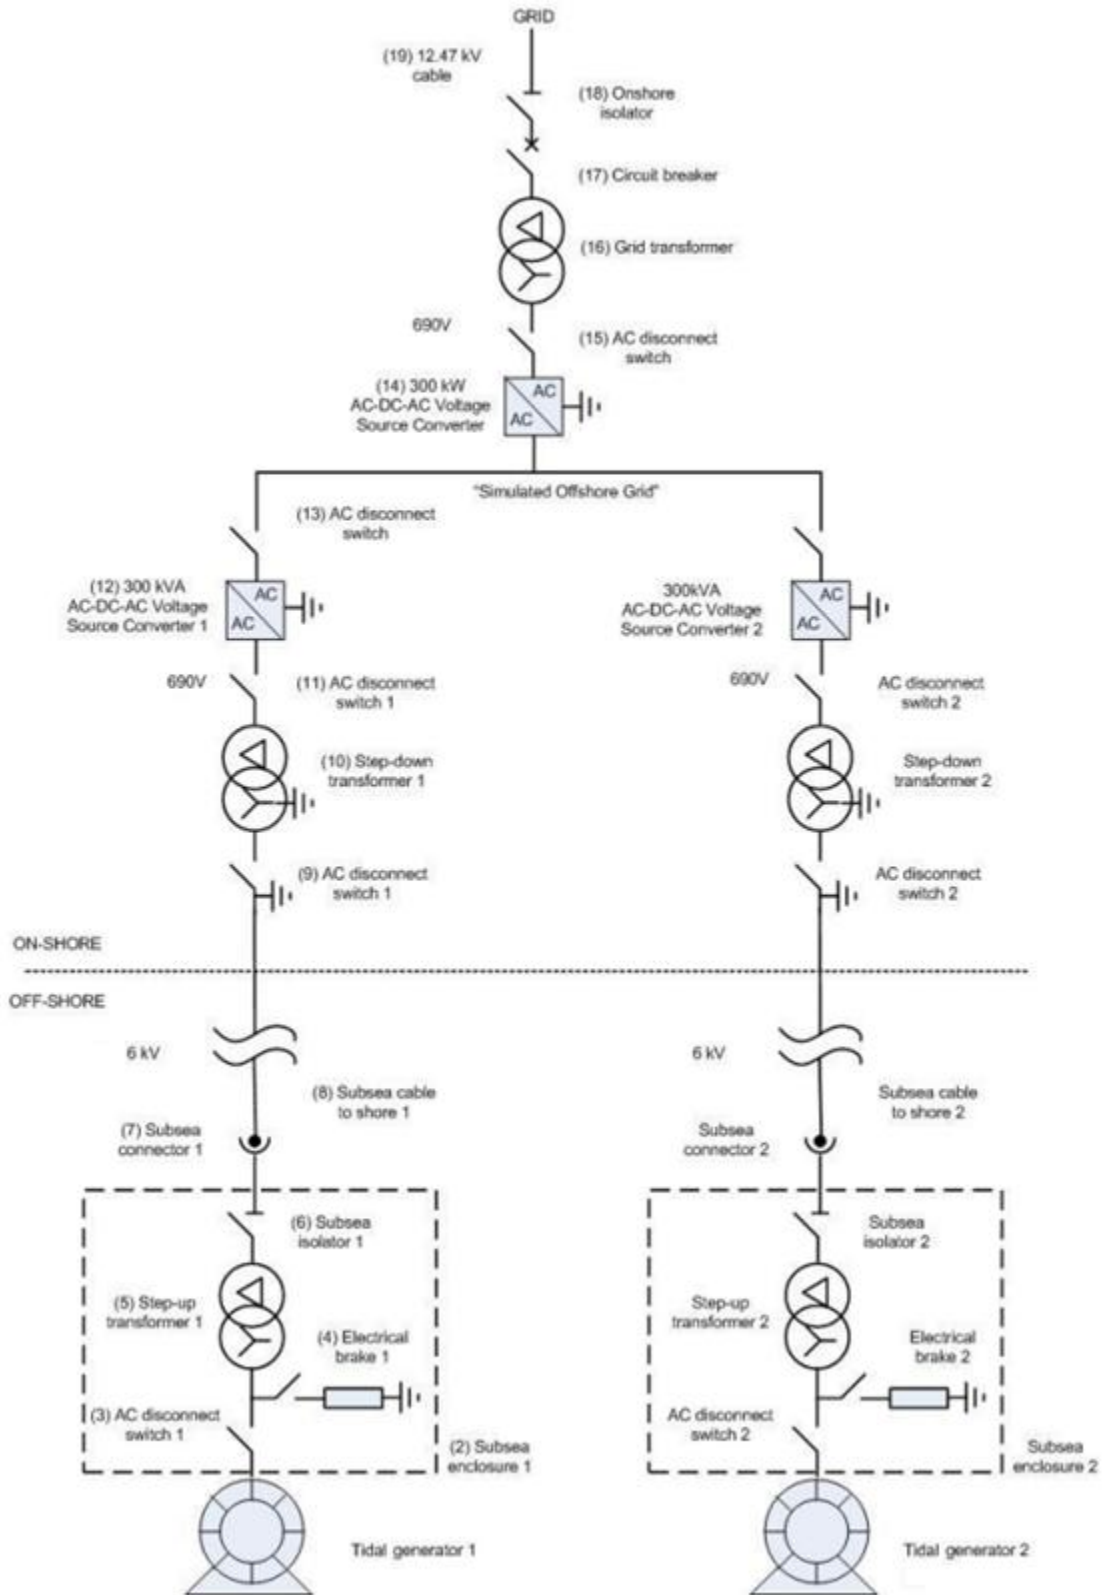 GRID
(19) 12.47 kV
cable
(18) Onshore
isolator
(17) Circuit breaker
(16) Grid transformer
690V
(15) AC disconnect
switch
(14) 300 kW
AC-DC-AC Voltage
Source Converter
AC
AC
"Simulated Offshore Grid"
(13) AC disconnect
switch
(12) 300 kVA
AC-DC-AC Voltage
Source Converter 1
AC
AC
300kVA
AC-DC-AC Voltage
Source Converter 2
AC
AC
690V
(11) AC disconnect
switch 1
690V
AC disconnect
switch 2
(10) Step-down
transformer 1
Step-down
transformer 2
(9) AC disconnect
switch 1
AC disconnect
switch 2
ON-SHORE
OFF-SHORE
6 kV
6 kV
(8) Subsea cable
to shore 1
Subsea cable
to shore 2
(7) Subsea
connector 1
Subsea
connector 2
(6) Subsea
isolator 1
Subsea
isolator 2
(5) Step-up
transformer 1
Step-up
transformer 2
(4) Electrical
brake 1
Electrical
brake 2
(3) AC disconnect
switch 1
AC disconnect
switch 2
(2) Subsea
enclosure 1
Subsea
enclosure 2
Tidal generator 1
Tidal generator 2